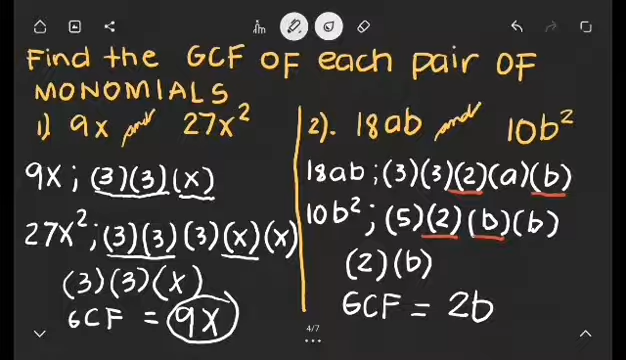 Find the GCF OF each pair OF
MONOMIALS
1) 9x and 27x²
9x ; (3)(3)(x)
27x² ; (3)(3)(3)(x)(x)
(3)(3)(x)
GCF = 9x
2). 18ab and 10b²
18ab ; (3)(3)(2)(a)(b)
10b² ; (5)(2)(b)(b)
(2)(b)
GCF = 2b
4/7